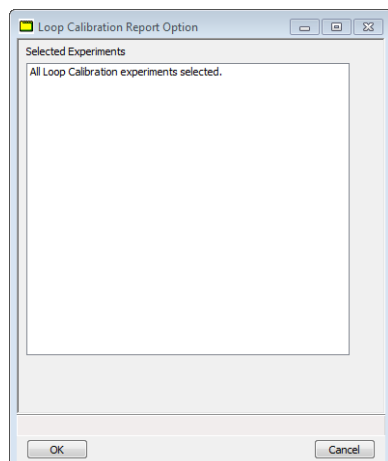 Loop Calibration Report Option
Selected Experiments
All Loop Calibration experiments selected.
OK
Cancel